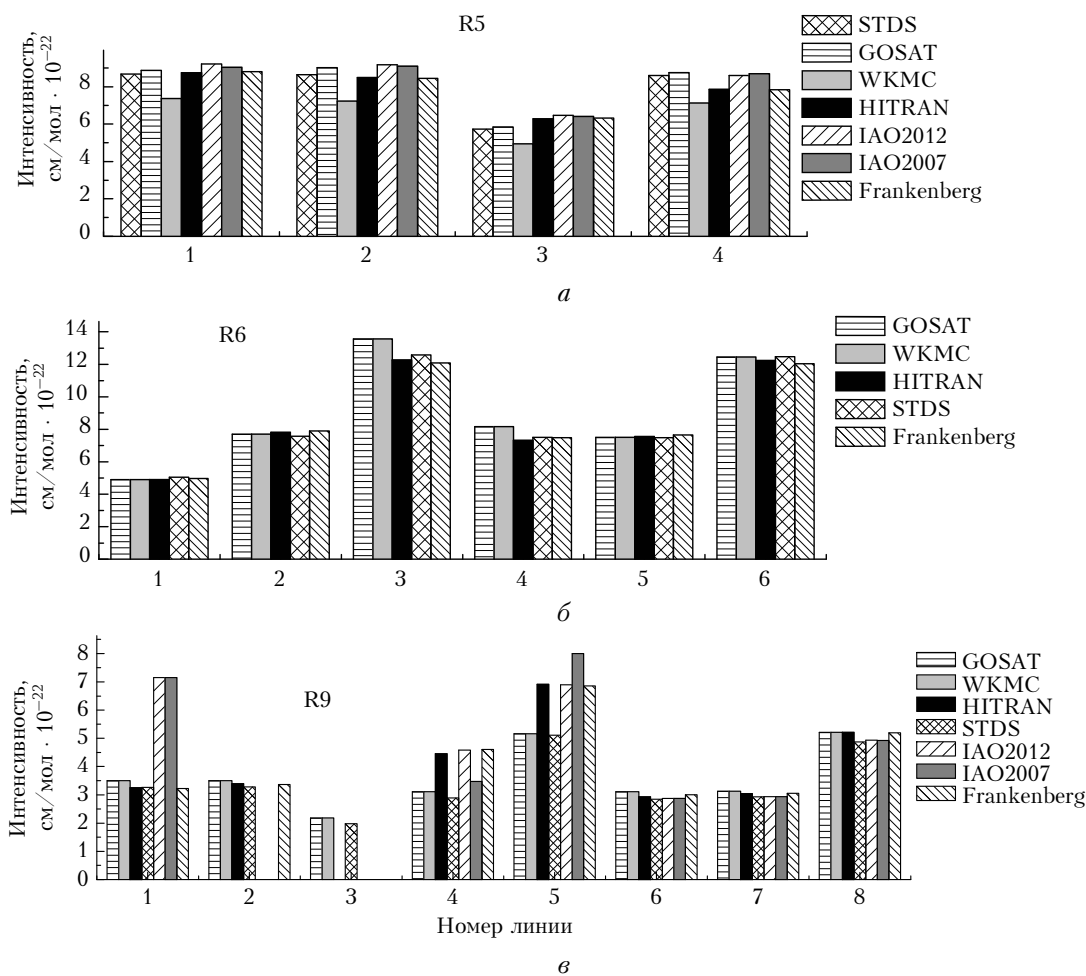 R5
Интенсивность,
см/мол · 10⁻²²
8
6
4
2
0
1 2 3 4
STDS
GOSAT
WKMC
HITRAN
IAO2012
IAO2007
Frankenberg
а
R6
Интенсивность,
см/мол · 10⁻²²
14
12
10
8
6
4
2
0
1 2 3 4 5 6
GOSAT
WKMC
HITRAN
STDS
Frankenberg
б
R9
Интенсивность,
см/мол · 10⁻²²
8
7
6
5
4
3
2
1
0
1 2 3 4 5 6 7 8
Номер линии
GOSAT
WKMC
HITRAN
STDS
IAO2012
IAO2007
Frankenberg
в